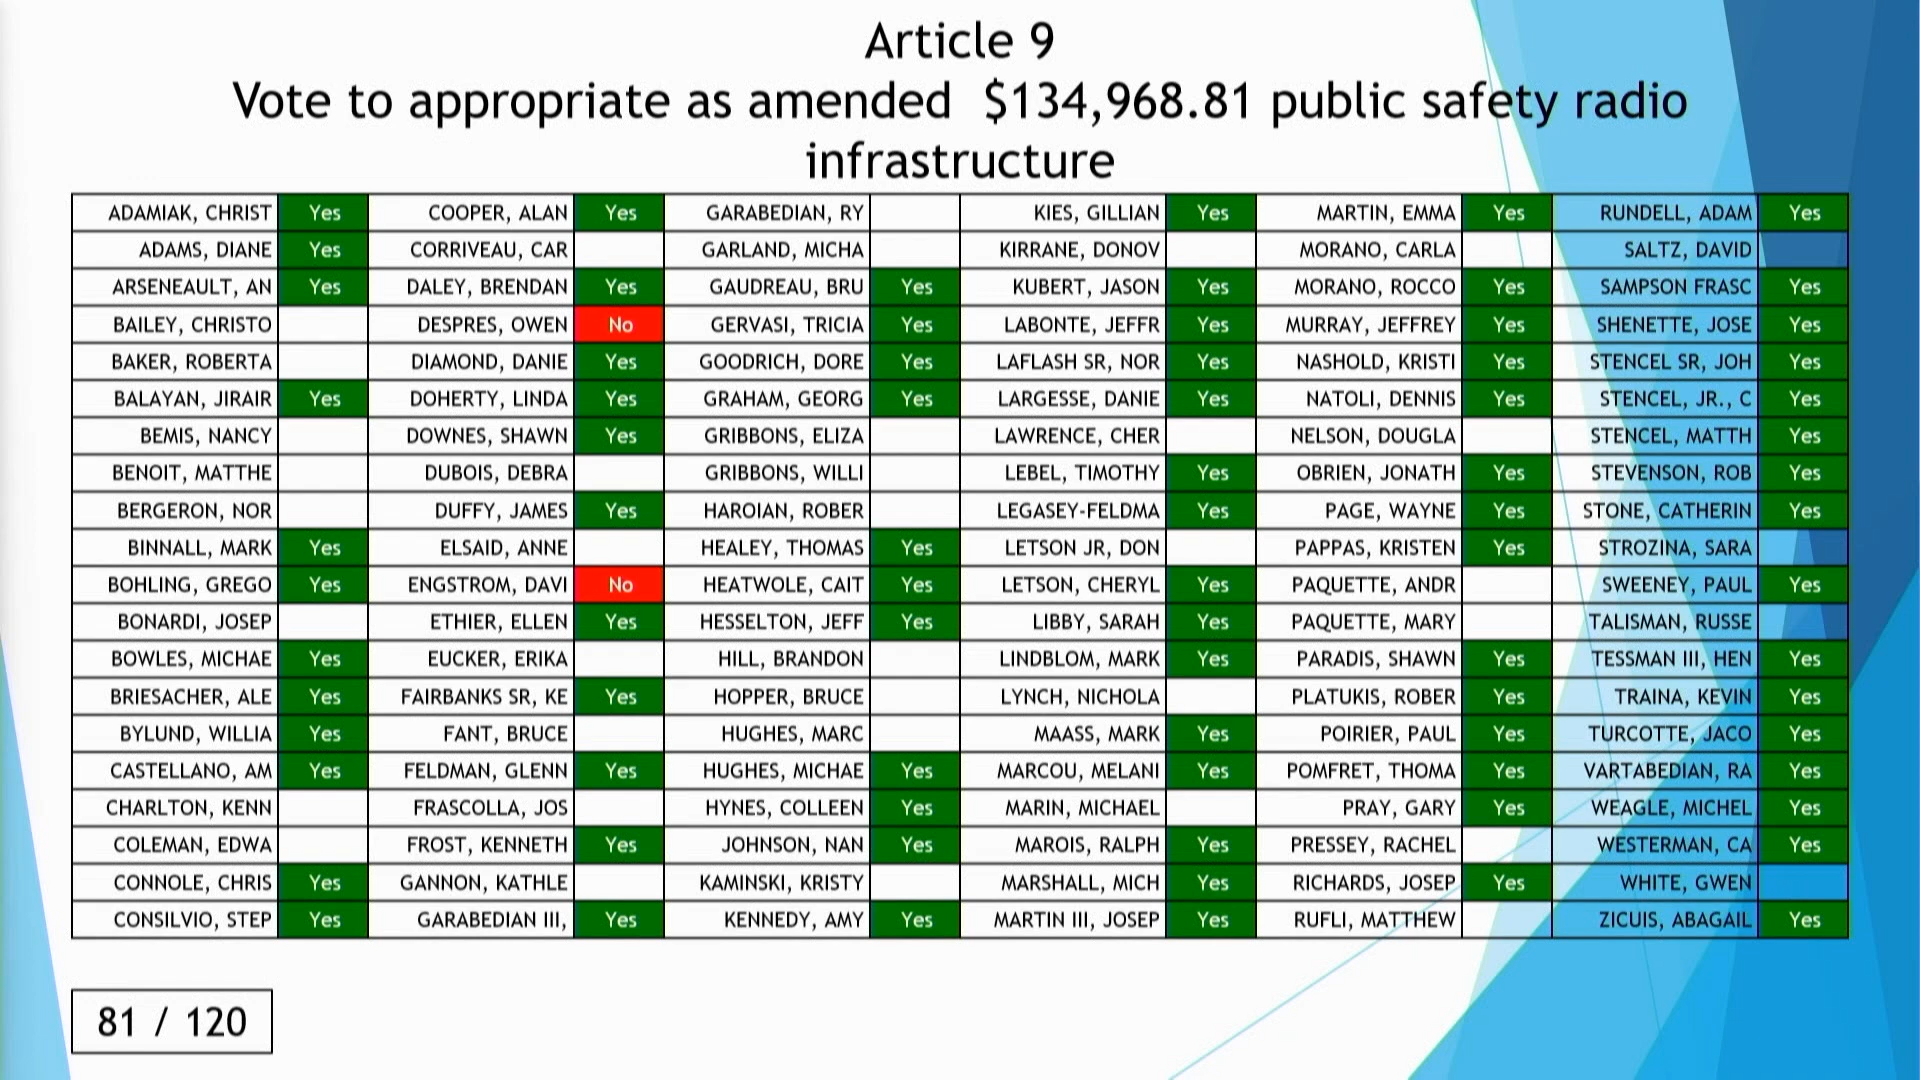 Article 9
Vote to appropriate as amended $134,968.81 public safety radio
infrastructure
ADAMIAK, CHRIST Yes COOPER, ALAN Yes GARABEDIAN, RY KIES, GILLIAN Yes MARTIN, EMMA Yes RUNDELL, ADAM Yes
ADAMS, DIANE Yes CORRIVEAU, CAR GARLAND, MICHA KIRRANE, DONOV MORANO, CARLA SALTZ, DAVID
ARSENEAULT, AN Yes DALEY, BRENDAN Yes GAUDREAU, BRU Yes KUBERT, JASON Yes MORANO, ROCCO Yes SAMPSON FRASC Yes
BAILEY, CHRISTO DESPRES, OWEN No GERVASI, TRICIA Yes LABONTE, JEFFR Yes MURRAY, JEFFREY Yes SHENETTE, JOSE Yes
BAKER, ROBERTA DIAMOND, DANIE Yes GOODRICH, DORE Yes LAFLASH SR, NOR Yes NASHOLD, KRISTI Yes STENCEL SR, JOH Yes
BALAYAN, JIRAIR Yes DOHERTY, LINDA Yes GRAHAM, GEORG Yes LARGESSE, DANIE Yes NATOLI, DENNIS Yes STENCEL, JR., C Yes
BEMIS, NANCY DOWNES, SHAWN Yes GRIBBONS, ELIZA LAWRENCE, CHER NELSON, DOUGLA STENCEL, MATTH Yes
BENOIT, MATTHE DUBOIS, DEBRA GRIBBONS, WILLI LEBEL, TIMOTHY Yes OBRIEN, JONATH Yes STEVENSON, ROB Yes
BERGERON, NOR DUFFY, JAMES Yes HAROIAN, ROBER LEGASEY-FELDMA Yes PAGE, WAYNE Yes STONE, CATHERIN Yes
BINNALL, MARK Yes ELSAID, ANNE HEALEY, THOMAS Yes LETSON JR, DON PAPPAS, KRISTEN Yes STROZINA, SARA
BOHLING, GREGO Yes ENGSTROM, DAVI No HEATWOLE, CAIT Yes LETSON, CHERYL Yes PAQUETTE, ANDR SWEENEY, PAUL Yes
BONARDI, JOSEP ETHIER, ELLEN Yes HESSELTON, JEFF Yes LIBBY, SARAH Yes PAQUETTE, MARY TALISMAN, RUSSE
BOWLES, MICHAE Yes EUCKER, ERIKA HILL, BRANDON LINDBLOM, MARK Yes PARADIS, SHAWN Yes TESSMAN III, HEN Yes
BRIESACHER, ALE Yes FAIRBANKS SR, KE Yes HOPPER, BRUCE LYNCH, NICHOLA PLATUKIS, ROBER Yes TRAINA, KEVIN Yes
BYLUND, WILLIA Yes FANT, BRUCE HUGHES, MARC MAASS, MARK Yes POIRIER, PAUL Yes TURCOTTE, JACO Yes
CASTELLANO, AM Yes FELDMAN, GLENN Yes HUGHES, MICHAE Yes MARCOU, MELANI Yes POMFRET, THOMA Yes VARTABEDIAN, RA Yes
CHARLTON, KENN FRASCOLLA, JOS HYNES, COLLEEN Yes MARIN, MICHAEL PRAY, GARY Yes WEAGLE, MICHEL Yes
COLEMAN, EDWA FROST, KENNETH Yes JOHNSON, NAN Yes MAROIS, RALPH Yes PRESSEY, RACHEL WESTERMAN, CA Yes
CONNOLE, CHRIS Yes GANNON, KATHLE KAMINSKI, KRISTY MARSHALL, MICH Yes RICHARDS, JOSEP Yes WHITE, GWEN
CONSILVIO, STEP Yes GARABEDIAN III, Yes KENNEDY, AMY Yes MARTIN III, JOSEP Yes RUFLI, MATTHEW ZICUIS, ABAGAIL Yes
81 / 120